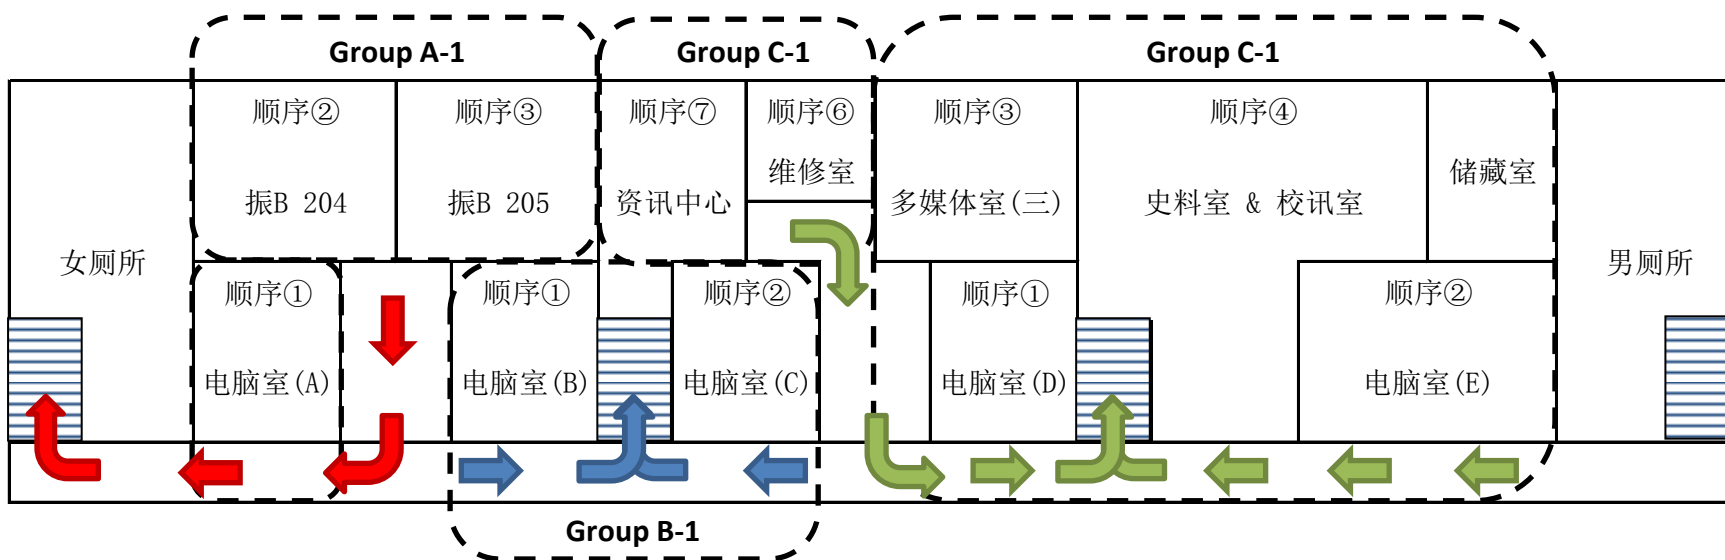 Group A-1
Group C-1
Group C-1
顺序②
顺序③
顺序⑦
顺序⑥
顺序③
顺序④
维修室
储藏室
振B 204
振B 205
资讯中心
多媒体室(三)
史料室 & 校讯室
女厕所
男厕所
顺序①
顺序①
顺序②
顺序①
顺序②
电脑室(A)
电脑室(B)
电脑室(C)
电脑室(D)
电脑室(E)
Group B-1